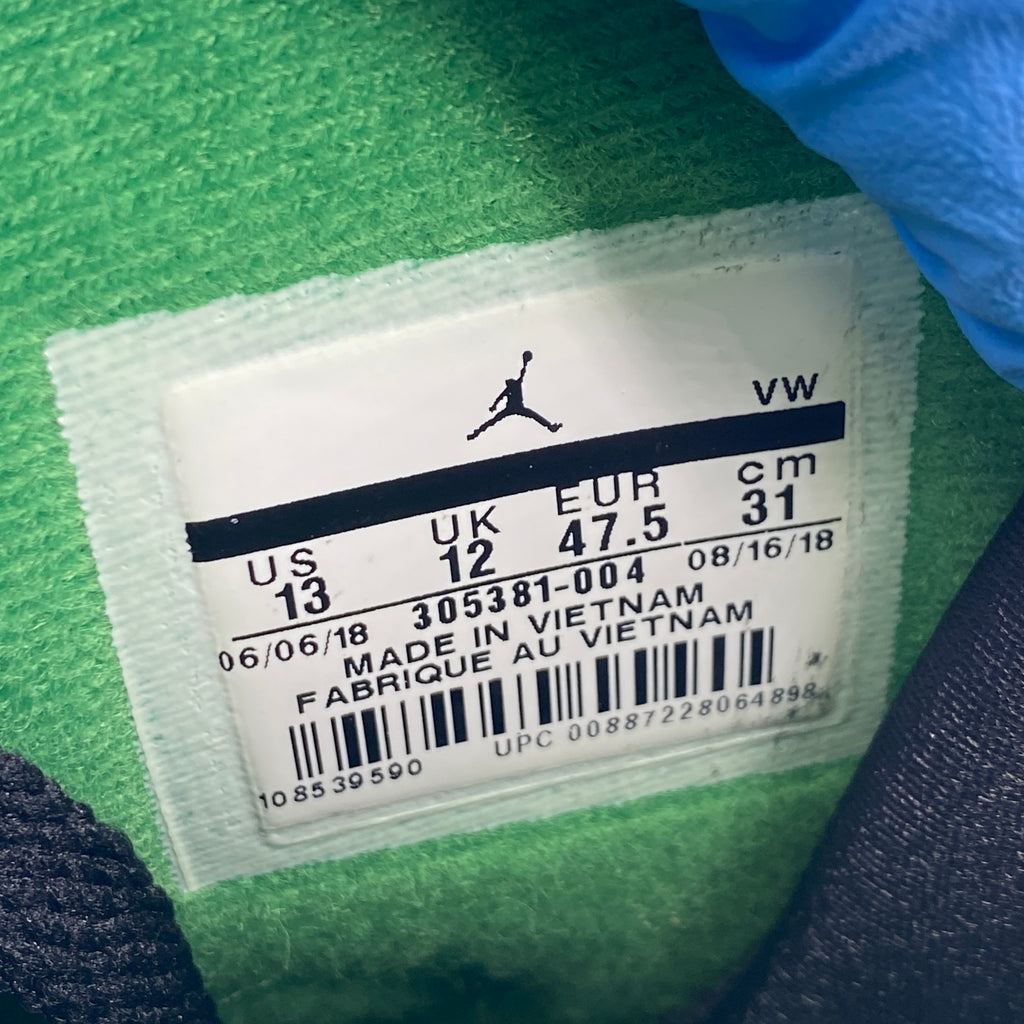 VW
US UK EUR cm
13 12 47.5 31
06/06/18 305381-004 08/16/18
MADE IN VIETNAM
FABRIQUE AU VIETNAM
108539590 UPC 00887228064898